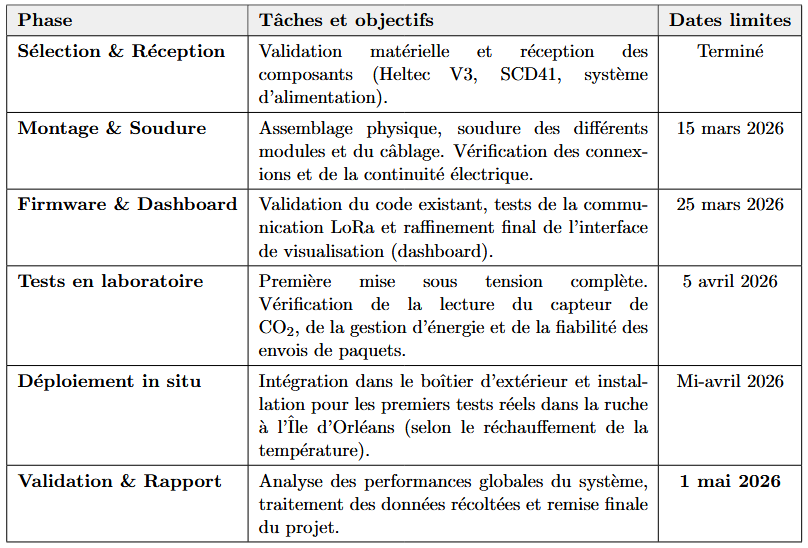 Phase Tâches et objectifs Dates limites
Sélection & Réception Validation matérielle et réception des Terminé
composants (Heltec V3, SCD41, système
d'alimentation).
Montage & Soudure Assemblage physique, soudure des différents 15 mars 2026
modules et du câblage. Vérification des connex-
ions et de la continuité électrique.
Firmware & Dashboard Validation du code existant, tests de la commu- 25 mars 2026
nication LoRa et raffinement final de l'interface
de visualisation (dashboard).
Tests en laboratoire Première mise sous tension complète. 5 avril 2026
Vérification de la lecture du capteur de
CO₂, de la gestion d'énergie et de la fiabilité des
envois de paquets.
Déploiement in situ Intégration dans le boîtier d'extérieur et instal- Mi-avril 2026
lation pour les premiers tests réels dans la ruche
à l'Île d'Orléans (selon le réchauffement de la
température).
Validation & Rapport Analyse des performances globales du système, 1 mai 2026
traitement des données récoltées et remise finale
du projet.